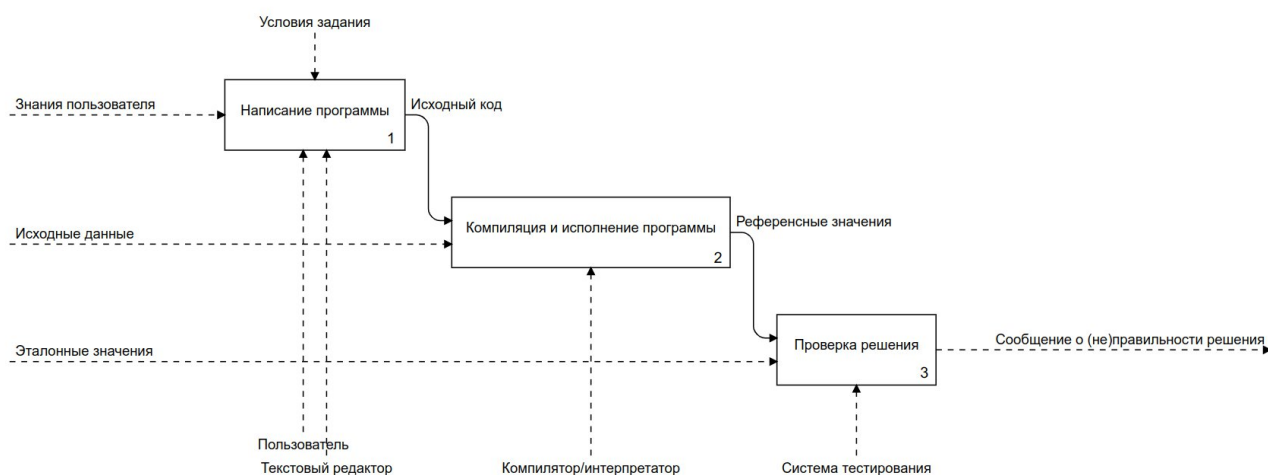 Условия задания
Знания пользователя
Написание программы
1
Исходный код
Исходные данные
Компиляция и исполнение программы
2
Референсные значения
Эталонные значения
Проверка решения
3
Сообщение о (не)правильности решения
Пользователь
Текстовый редактор
Компилятор/интерпретатор
Система тестирования